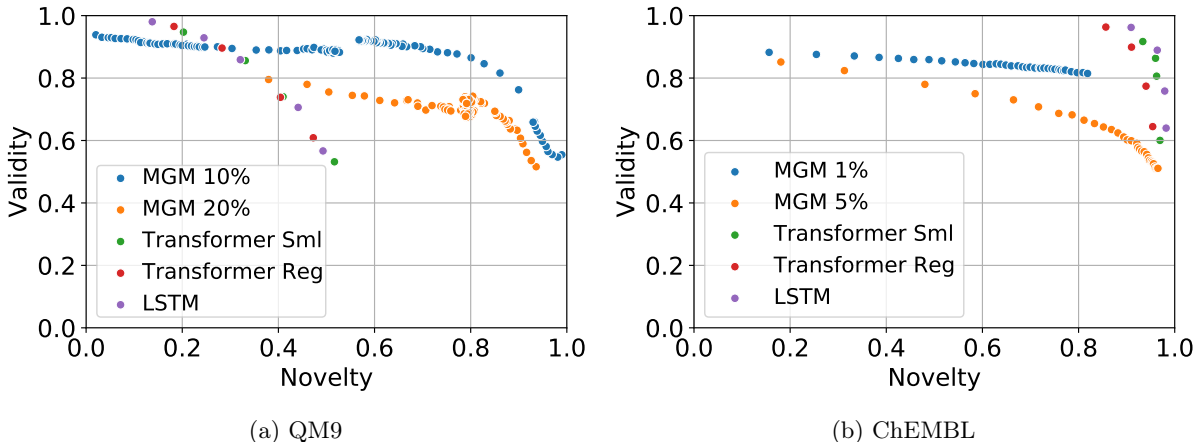 1.0
0.8
0.6
0.4
0.2
0.0
Validity
MGM 10%
MGM 20%
Transformer Sml
Transformer Reg
LSTM
0.0 0.2 0.4 0.6 0.8 1.0
Novelty
(a) QM9
1.0
0.8
0.6
0.4
0.2
0.0
Validity
MGM 1%
MGM 5%
Transformer Sml
Transformer Reg
LSTM
0.0 0.2 0.4 0.6 0.8 1.0
Novelty
(b) ChEMBL